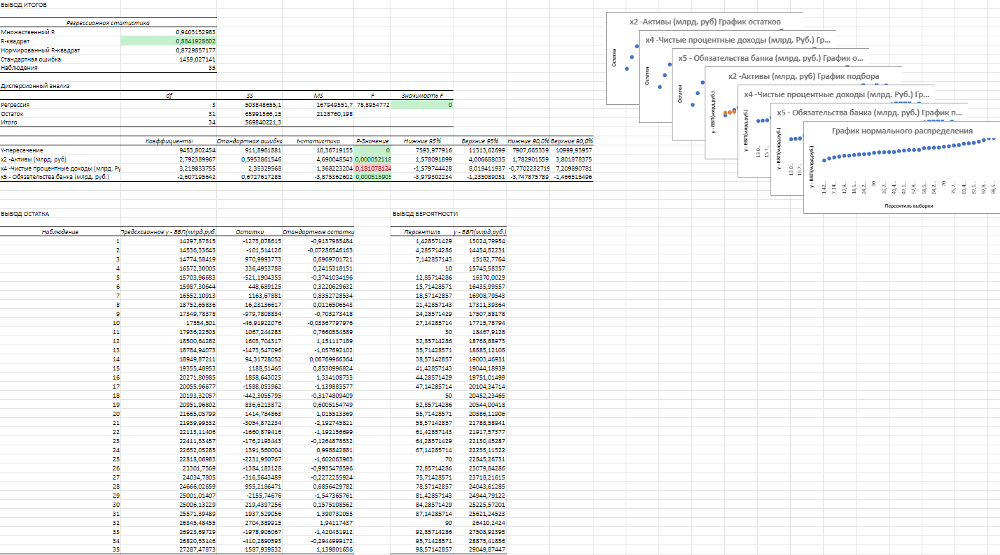 ВЫВОД ИТОГОВ
Регрессионная статистика
Множественный R 0,9403152983
R-квадрат 0,8841928602
Нормированный R-квадрат 0,8729857177
Стандартная ошибка 1459,027141
Наблюдения 35
Дисперсионный анализ
df SS MS F Значимость F
Регрессия 3 503848655,1 167949551,7 78,8954772 0
Остаток 31 65991566,15 2128760,198
Итого 34 569840221,3
Коэффициенты Стандартная ошибка t-статистика P-Значение Нижние 95% Верхние 95% Нижние 90,0% Верхние 90,0%
Y-пересечение 9453,802454 911,8961881 10,36719155 0 7593,977916 11313,62699 7907,665339 10999,93957
x2 -Активы (млрд. руб) 2,792389967 0,5953861546 4,690048543 0,000052118 1,578091899 4,006688035 1,782901559 3,801878375
x4 -Чистые процентные доходы (млрд. Ру 3,219833755 2,35329568 1,368223204 0,181078124 -1,579744428 8,019411937 -0,7702232719 7,209890781
x5 - Обязательства банка (млрд. руб.) -2,607195642 0,6727617285 -3,875362602 0,000515905 -3,979302234 -1,235089051 -3,747875789 -1,466515496
ВЫВОД ОСТАТКА ВЫВОД ВЕРОЯТНОСТИ
Наблюдение Предсказанное y - ВВП(млрд.руб. Остатки Стандартные остатки Персентиль y - ВВП(млрд.руб.)
1 14297,87815 -1273,078615 -0,9137985484 1,428571429 13024,79954
2 14536,33643 -101,514126 -0,07286546163 4,285714286 14434,82231
3 14774,58419 970,9993773 0,6969701721 7,142857143 15182,7764
4 16572,30005 336,4953788 0,2415318151 10 15745,58357
5 15703,96683 -521,1904355 -0,3741034196 12,85714286 16370,0029
6 15987,30644 448,689125 0,3220629632 15,71428571 16435,99557
7 16552,10913 1163,67881 0,8352728534 18,57142857 16908,79543
8 18752,65836 16,23136617 0,0116506543 21,42857143 17311,39364
9 17349,78378 -979,7808834 -0,703273418 24,28571429 17507,88178
10 17554,801 -46,91922076 -0,03367797976 27,14285714 17715,78794
11 17936,22503 1067,244283 0,7660534589 30 18467,9128
12 18500,64282 1603,704317 1,151117189 32,85714286 18768,88973
13 18784,94073 -1473,547096 -1,057692102 35,71428571 18885,12108
14 18949,87211 94,31728052 0,06769966364 38,57142857 19003,46931
15 19355,48953 1188,51465 0,8530996824 41,42857143 19044,18939
16 20271,80985 1858,643025 1,334108733 44,28571429 19751,01499
17 20055,96677 -1588,053962 -1,139883577 47,14285714 20104,34714
18 20193,32057 -442,3055795 -0,3174809409 50 20452,23465
19 20951,96802 836,6213872 0,6005154749 52,85714286 20544,00418
20 21665,05799 1414,784863 1,015513369 55,71428571 20586,11906
21 21939,99332 -3054,872234 -2,192745821 58,57142857 21788,58941
22 22113,11406 -1660,879416 -1,192156699 61,42857143 21917,57377
23 22411,33457 -176,2193443 -0,1264878532 64,28571429 22130,45287
24 22652,05285 1391,560004 0,998842881 67,14285714 22235,11522
25 22818,06983 -2231,950767 -1,602063963 70 22845,26731
26 23301,7569 -1384,183128 -0,9935478596 72,85714286 23079,84286
27 24034,7805 -316,5643489 -0,2272255924 75,71428571 23718,21615
28 24666,02659 955,2186471 0,6856429782 78,57142857 24043,61285
29 25001,01407 -2155,74676 -1,547365761 81,42857143 24944,79122
30 25006,13229 219,4397256 0,1575108562 84,28571429 25225,57201
31 25571,39489 1937,529056 1,390732055 87,14285714 25621,24553
32 26345,48455 2704,389915 1,94117437 90 26410,2424
33 26923,69729 -1978,906067 -1,420431912 92,85714286 27508,92395
34 26820,53146 -410,2890593 -0,2944999172 95,71428571 28875,41856
35 27287,47873 1587,939832 1,139801656 98,57142857 29049,87447
x2 -Активы (млрд. руб) График остатков
Остатки
x4 -Чистые процентные доходы (млрд. Руб.) Гр...
Остатки
x5 - Обязательства банка (млрд. руб.) График о...
Остатки
x2 -Активы (млрд. руб) График подбора
y - ВВП(млрд.руб.)
x4 -Чистые процентные доходы (млрд. Руб) Гр...
y - ВВП(млрд.руб.)
13 0...
15 7...
x5 - Обязательства банка (млрд. руб.) График п...
y - ВВП(млрд.руб.)
13 0...
15 7...
График нормального распределения
y - ВВП(млрд.руб.)
1,42... 7,14... 12,8... 18,5... 24,2... 30 35,7... 41,4... 47,1... 52,8... 58,5... 64,2... 70 75,7... 81,4... 87,1... 92,8... 98,5...
Персентиль выборки